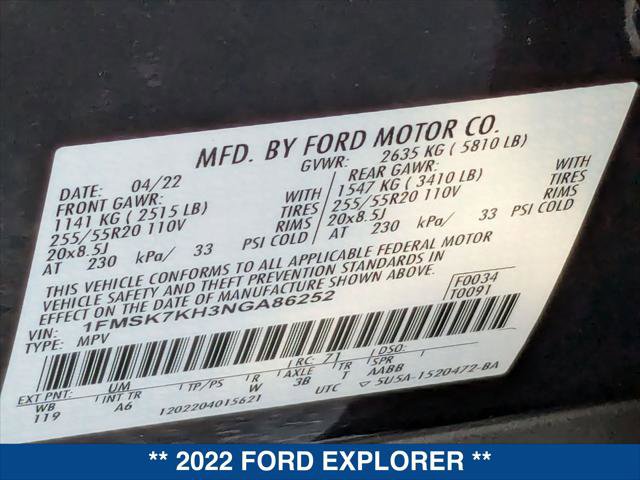 MFD. BY FORD MOTOR CO.
DATE: 04/22 GVWR: 2635 KG ( 5810 LB)
FRONT GAWR: REAR GAWR:
1141 KG ( 2515 LB) WITH 1547 KG ( 3410 LB) WITH
255/55R20 110V TIRES 255/55R20 110V TIRES
20x8.5J RIMS 20x8.5J RIMS
AT 230 kPa/ 33 PSI COLD AT 230 kPa/ 33 PSI COLD
THIS VEHICLE CONFORMS TO ALL APPLICABLE FEDERAL MOTOR
VEHICLE SAFETY AND THEFT PREVENTION STANDARDS IN
EFFECT ON THE DATE OF MANUFACTURE SHOWN ABOVE.
VIN: 1FMSK7KH3NGA86252 F0034
TYPE: MPV T0091
EXT PNT: UM RC: 71
WB INT TR TP/PS R AXLE TR SPR
119 A6 W 3B T AABB
1202204015621 UTC 5U5A-1520472-BA
** 2022 FORD EXPLORER **